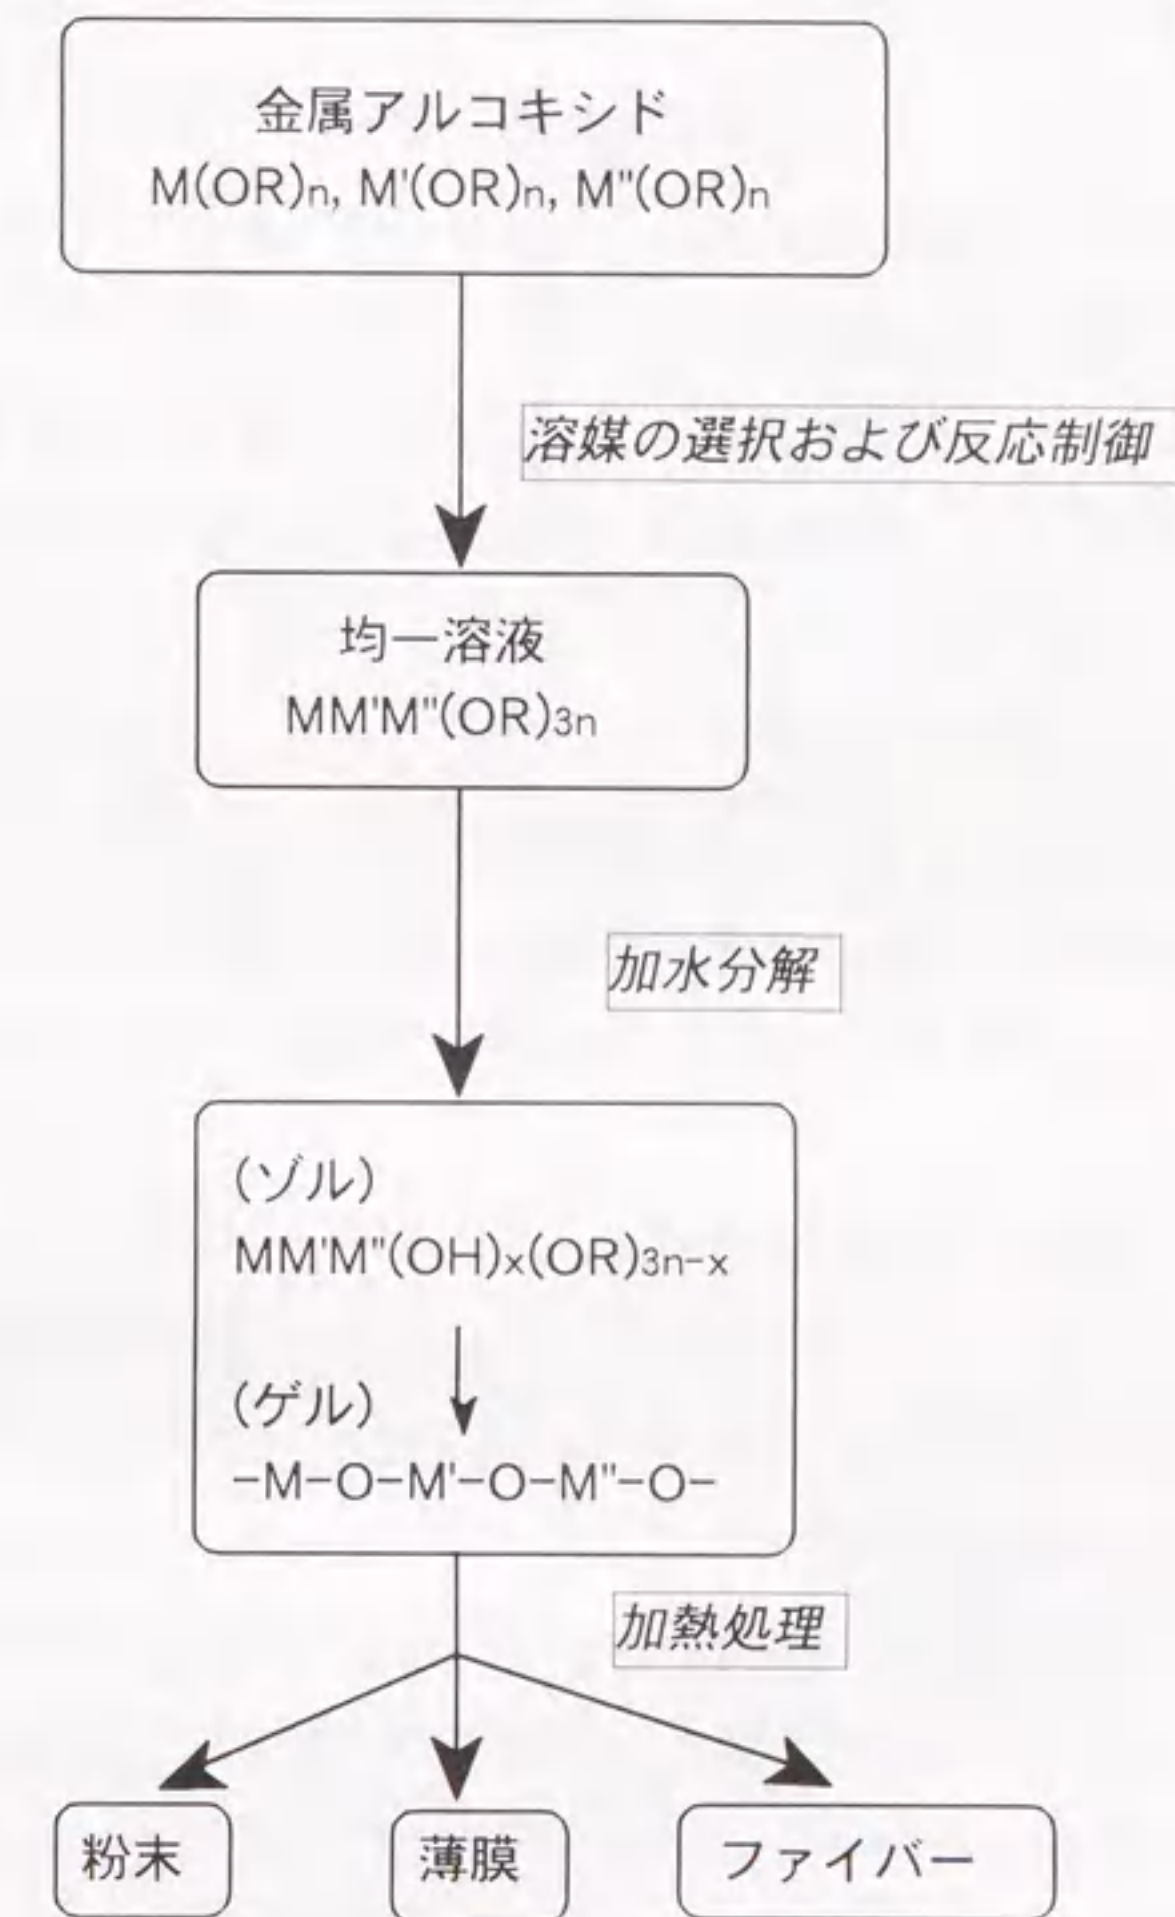 金属アルコキシド
M(OR)n, M'(OR)n, M"(OR)n
溶媒の選択および反応制御
均一溶液
MM'M"(OR)3n
加水分解
(ゾル)
MM'M"(OH)x(OR)3n-x
(ゲル)
-M-O-M'-O-M"-O-
加熱処理
粉末
薄膜
ファイバー